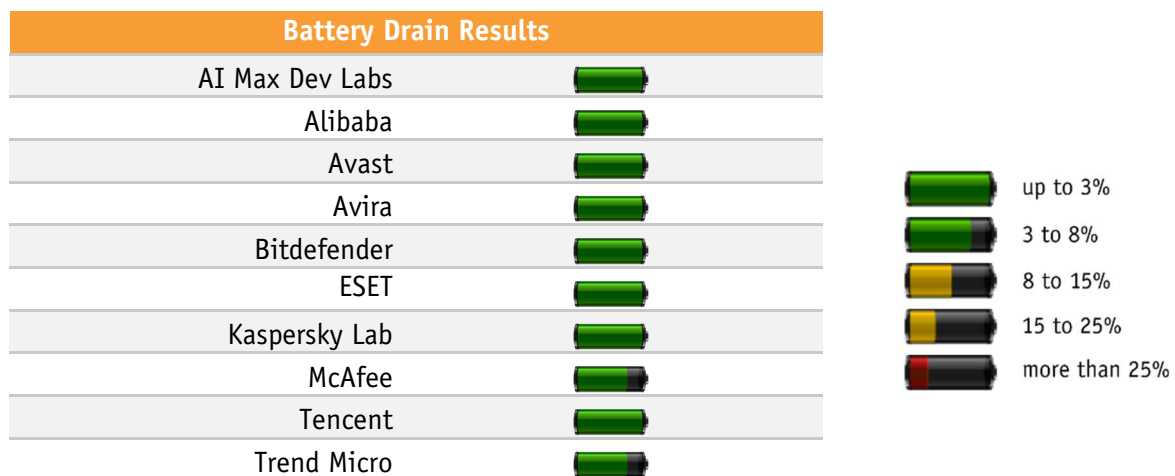 Battery Drain Results
AI Max Dev Labs
Alibaba
Avast
Avira
Bitdefender
ESET
Kaspersky Lab
McAfee
Tencent
Trend Micro
up to 3%
3 to 8%
8 to 15%
15 to 25%
more than 25%